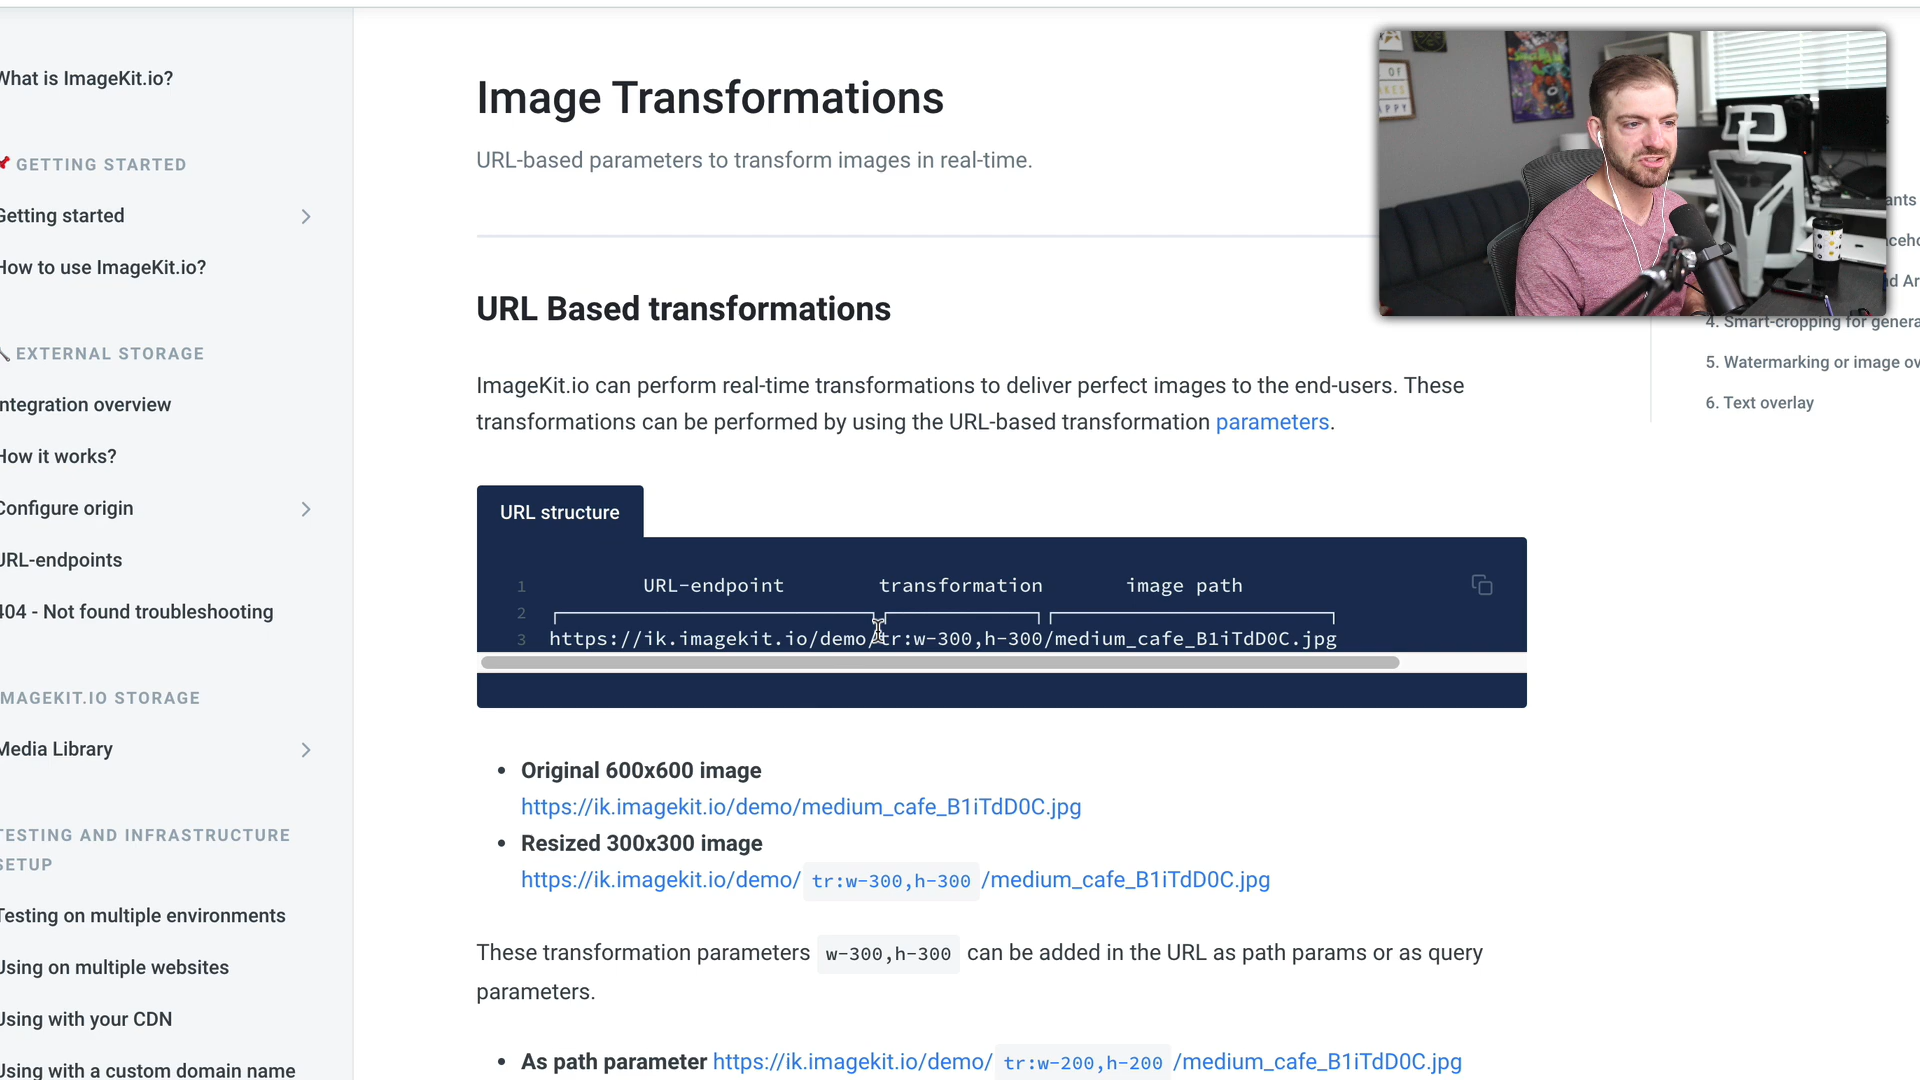 What is ImageKit.io?
GETTING STARTED
Getting started
How to use ImageKit.io?
EXTERNAL STORAGE
Integration overview
How it works?
Configure origin
URL-endpoints
404 - Not found troubleshooting
IMAGEKIT.IO STORAGE
Media Library
TESTING AND INFRASTRUCTURE
SETUP
Testing on multiple environments
Using on multiple websites
Using with your CDN
Using with a custom domain name
Image Transformations
URL-based parameters to transform images in real-time.
URL Based transformations
ImageKit.io can perform real-time transformations to deliver perfect images to the end-users. These
transformations can be performed by using the URL-based transformation parameters.
URL structure
1 URL-endpoint transformation image path
2
3 https://ik.imagekit.io/demo/tr:w-300,h-300/medium_cafe_B1iTdD0C.jpg
• Original 600x600 image
https://ik.imagekit.io/demo/medium_cafe_B1iTdD0C.jpg
• Resized 300x300 image
https://ik.imagekit.io/demo/ tr:w-300,h-300 /medium_cafe_B1iTdD0C.jpg
These transformation parameters w-300,h-300 can be added in the URL as path params or as query
parameters.
• As path parameter https://ik.imagekit.io/demo/ tr:w-200,h-200 /medium_cafe_B1iTdD0C.jpg
4. Smart-cropping for genera
5. Watermarking or image ov
6. Text overlay